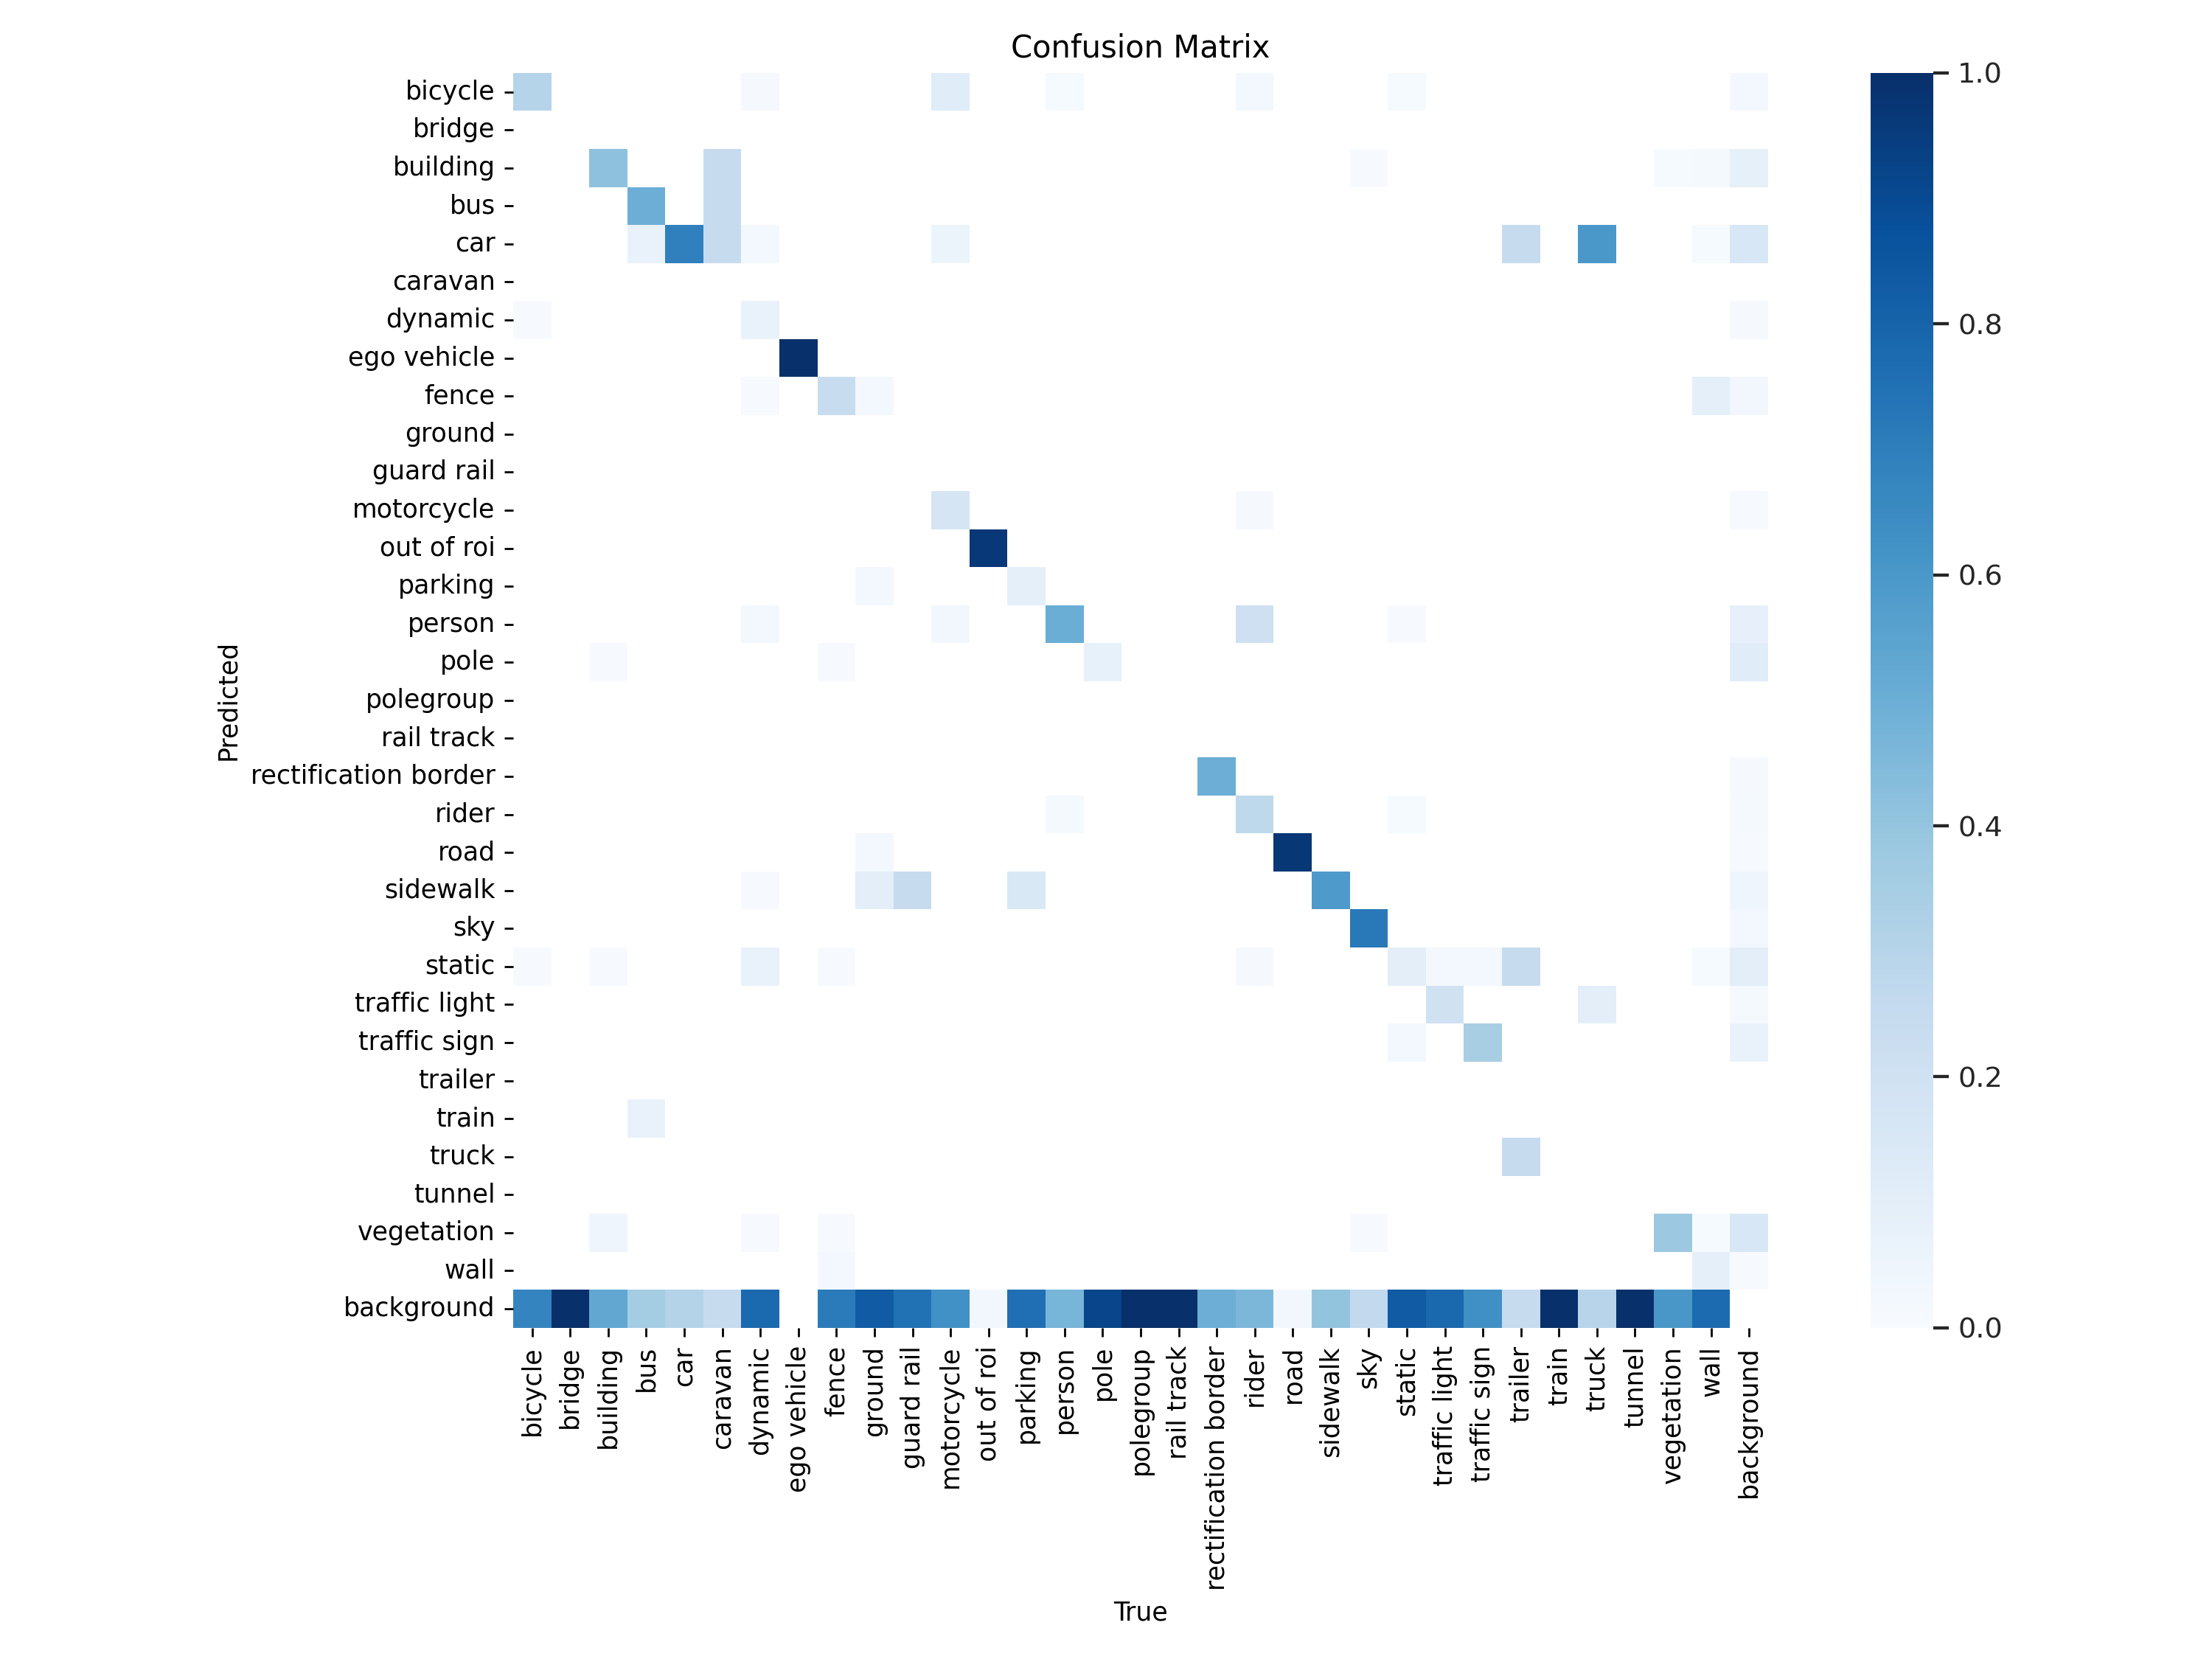 Confusion Matrix
Predicted
bicycle
bridge
building
bus
car
caravan
dynamic
ego vehicle
fence
ground
guard rail
motorcycle
out of roi
parking
person
pole
polegroup
rail track
rectification border
rider
road
sidewalk
sky
static
traffic light
traffic sign
trailer
train
truck
tunnel
vegetation
wall
background
bicycle
bridge
building
bus
car
caravan
dynamic
ego vehicle
fence
ground
guard rail
motorcycle
out of roi
parking
person
pole
polegroup
rail track
rectification border
rider
road
sidewalk
sky
static
traffic light
traffic sign
trailer
train
truck
tunnel
vegetation
wall
background
True
1.0
0.8
0.6
0.4
0.2
0.0